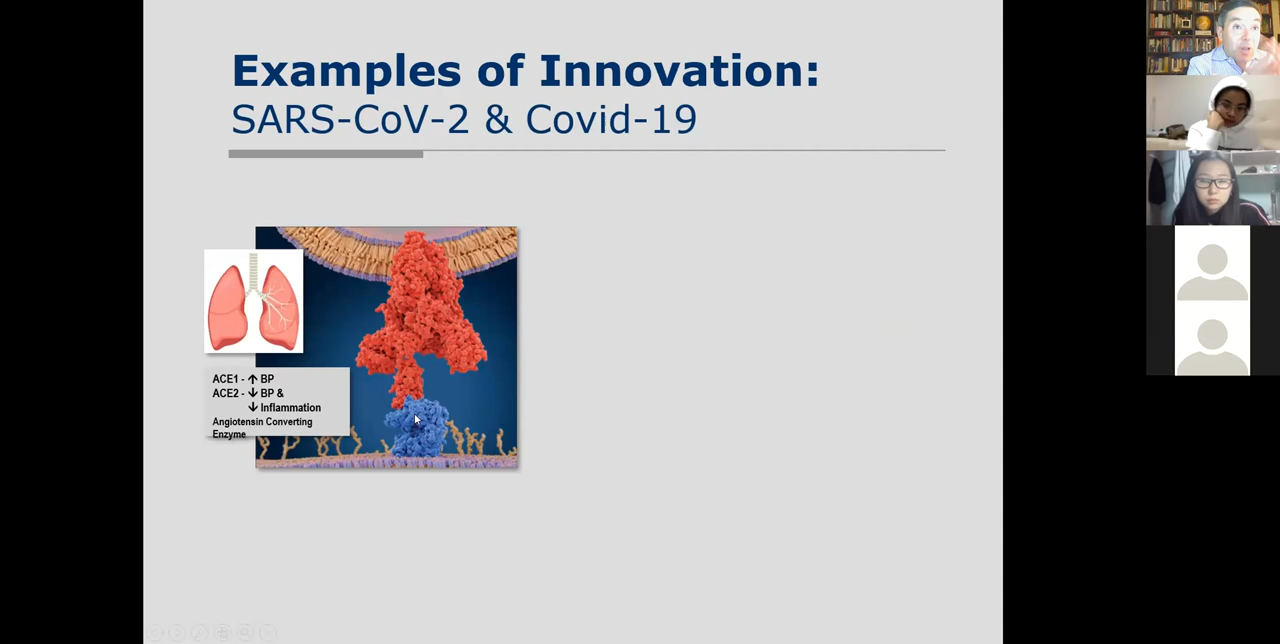 Examples of Innovation:
SARS-CoV-2 & Covid-19
ACE1 - ↑ BP
ACE2 - ↓ BP &
↓ Inflammation
Angiotensin Converting
Enzyme